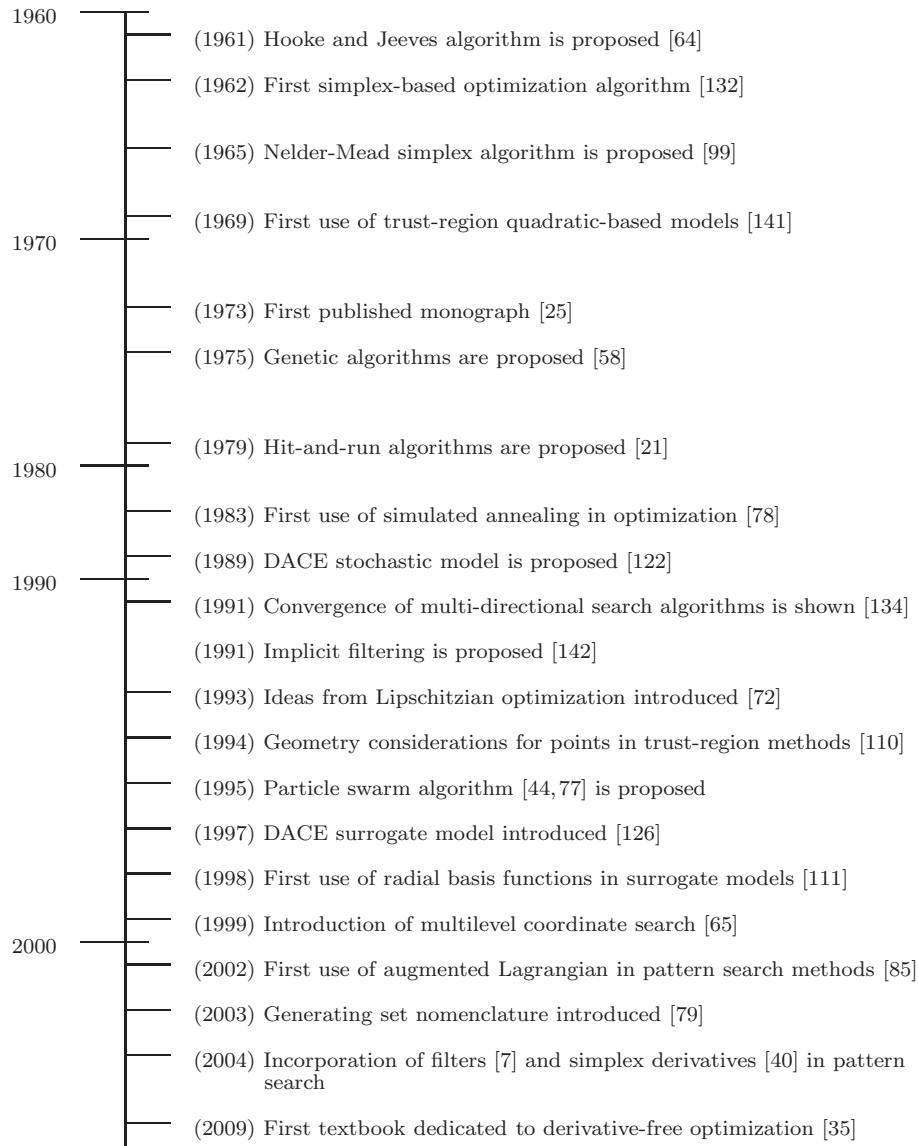 1960
(1961) Hooke and Jeeves algorithm is proposed [64]
(1962) First simplex-based optimization algorithm [132]
(1965) Nelder-Mead simplex algorithm is proposed [99]
(1969) First use of trust-region quadratic-based models [141]
1970
(1973) First published monograph [25]
(1975) Genetic algorithms are proposed [58]
(1979) Hit-and-run algorithms are proposed [21]
1980
(1983) First use of simulated annealing in optimization [78]
(1989) DACE stochastic model is proposed [122]
1990
(1991) Convergence of multi-directional search algorithms is shown [134]
(1991) Implicit filtering is proposed [142]
(1993) Ideas from Lipschitzian optimization introduced [72]
(1994) Geometry considerations for points in trust-region methods [110]
(1995) Particle swarm algorithm [44,77] is proposed
(1997) DACE surrogate model introduced [126]
(1998) First use of radial basis functions in surrogate models [111]
(1999) Introduction of multilevel coordinate search [65]
2000
(2002) First use of augmented Lagrangian in pattern search methods [85]
(2003) Generating set nomenclature introduced [79]
(2004) Incorporation of filters [7] and simplex derivatives [40] in pattern
search
(2009) First textbook dedicated to derivative-free optimization [35]